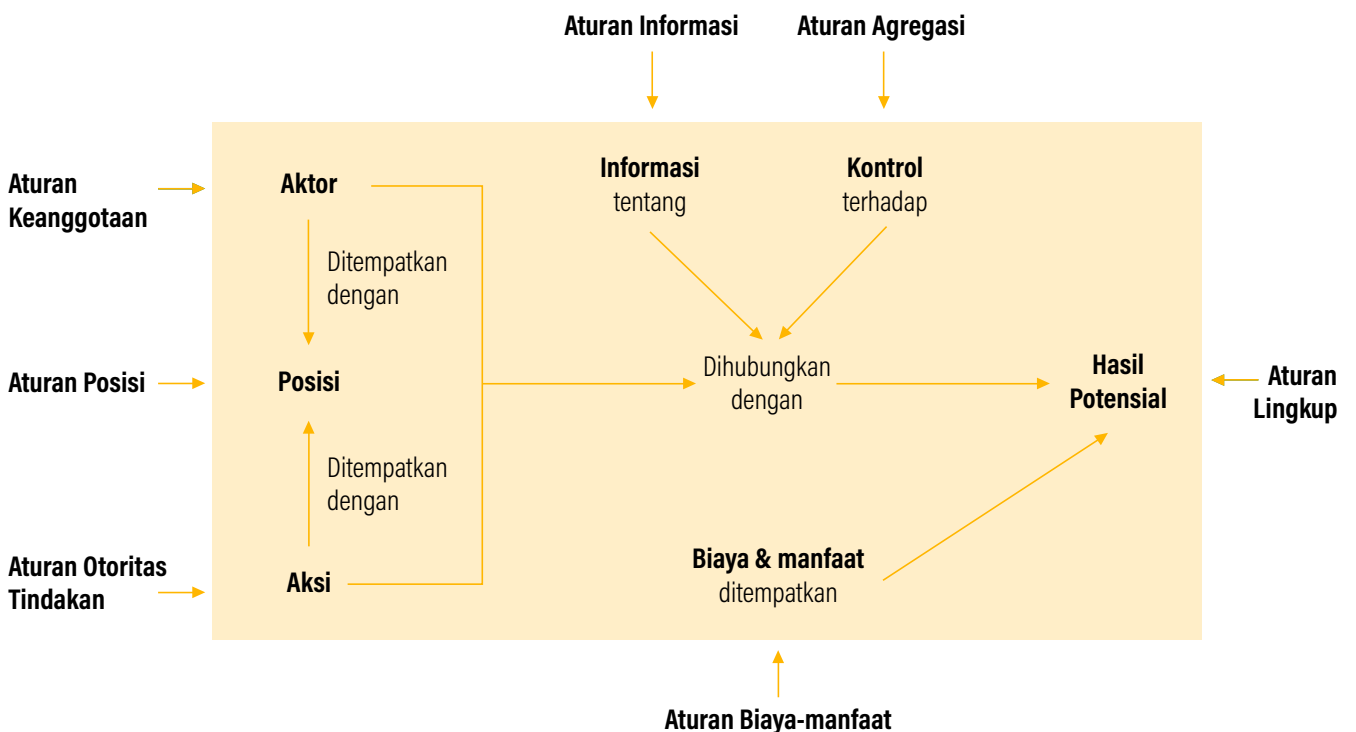 Aturan Informasi
Aturan Agregasi
Aturan
Keanggotaan
Aktor
Informasi
tentang
Kontrol
terhadap
Ditempatkan
dengan
Aturan Posisi
Posisi
Dihubungkan
dengan
Hasil
Potensial
Aturan
Lingkup
Ditempatkan
dengan
Aturan Otoritas
Tindakan
Aksi
Biaya & manfaat
ditempatkan
Aturan Biaya-manfaat